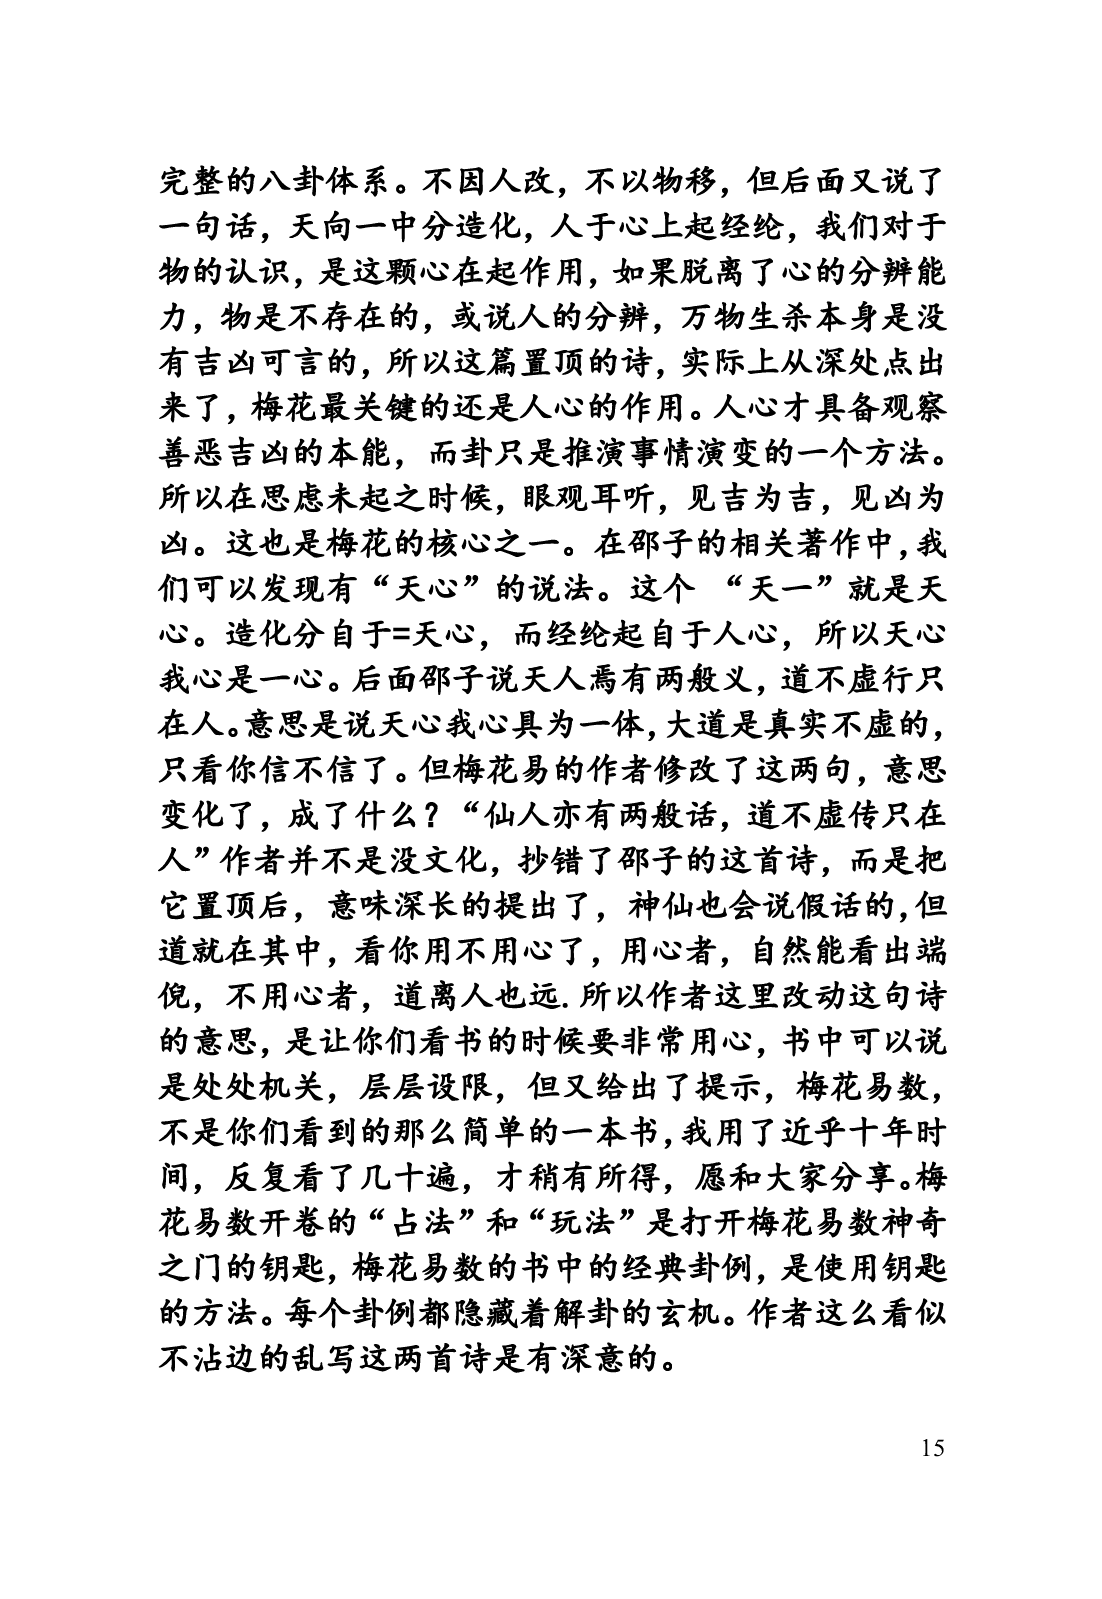 完整的八卦体系。不因人改，不以物移，但后面又说了
一句话，天向一中分造化，人于心上起经纶，我们对于
物的认识，是这颗心在起作用，如果脱离了心的分辨能
力，物是不存在的，或说人的分辨，万物生杀本身是没
有吉凶可言的，所以这篇置顶的诗，实际上从深处点出
来了，梅花最关键的还是人心的作用。人心才具备观察
善恶吉凶的本能，而卦只是推演事情演变的一个方法。
所以在思虑未起之时候，眼观耳听，见吉为吉，见凶为
凶。这也是梅花的核心之一。在邵子的相关著作中，我
们可以发现有“天心”的说法。这个 “天一”就是天
心。造化分自于=天心，而经纶起自于人心，所以天心
我心是一心。后面邵子说天人焉有两般义，道不虚行只
在人。意思是说天心我心具为一体，大道是真实不虚的，
只看你信不信了。但梅花易的作者修改了这两句，意思
变化了，成了什么？“仙人亦有两般话，道不虚传只在
人”作者并不是没文化，抄错了邵子的这首诗，而是把
它置顶后，意味深长的提出了，神仙也会说假话的，但
道就在其中，看你用不用心了，用心者，自然能看出端
倪，不用心者，道离人也远.所以作者这里改动这句诗
的意思，是让你们看书的时候要非常用心，书中可以说
是处处机关，层层设限，但又给出了提示，梅花易数，
不是你们看到的那么简单的一本书，我用了近乎十年时
间，反复看了几十遍，才稍有所得，愿和大家分享。梅
花易数开卷的“占法”和“玩法”是打开梅花易数神奇
之门的钥匙，梅花易数的书中的经典卦例，是使用钥匙
的方法。每个卦例都隐藏着解卦的玄机。作者这么看似
不沾边的乱写这两首诗是有深意的。
15